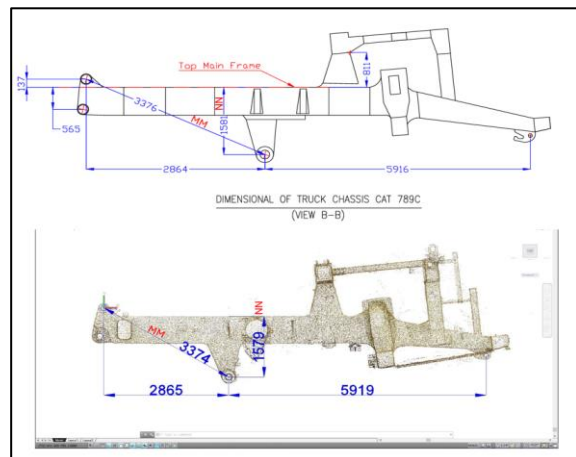 Top Main Frame
137
3376
NN
811
565
MM
1581
2864
5916
DIMENSIONAL OF TRUCK CHASSIS CAT 789C
(VIEW B-B)
NN
MM
3374
1579
2865
5919